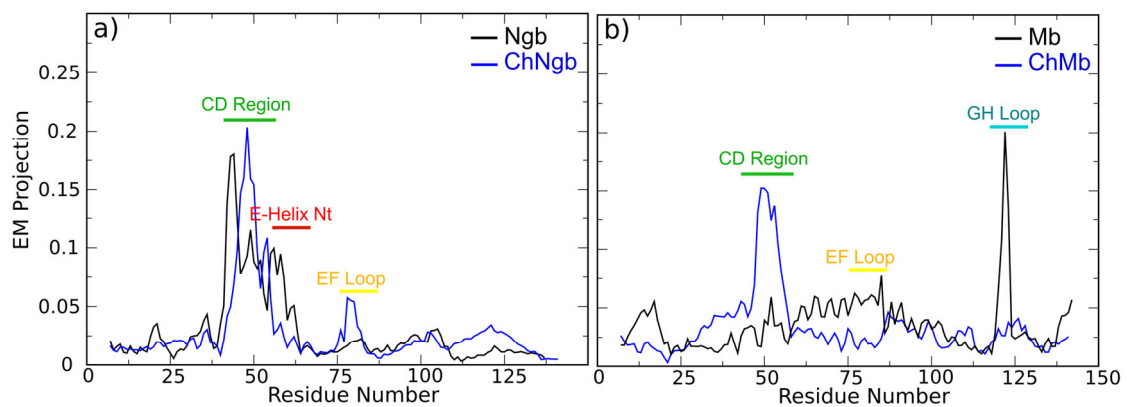 a)
Ngb
ChNgb
0.25
0.2
0.15
0.1
0.05
0
EM Projection
CD Region
E-Helix Nt
EF Loop
0 25 50 75 100 125
Residue Number
b)
Mb
ChMb
GH Loop
CD Region
EF Loop
0 25 50 75 100 125 150
Residue Number